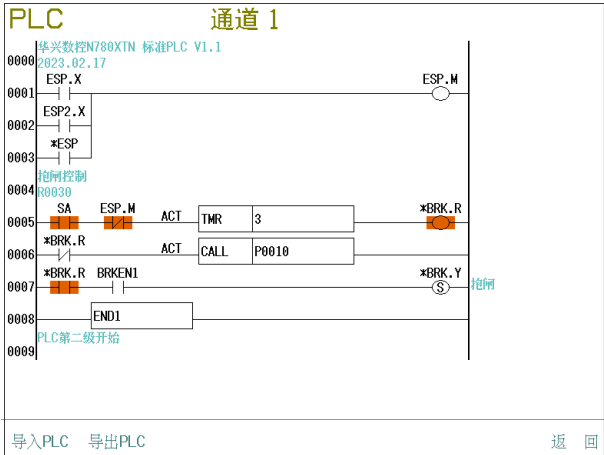 PLC 通道 1
华兴数控N780XTN 标准PLC V1.1
0000 2023.02.17
ESP.X ESP.M
0001
ESP2.X
0002
*ESP
0003
抱闸控制
0004 R0030
SA ESP.M *BRK.R
0005 ACT TMR 3
*BRK.R
0006 ACT CALL P0010
*BRK.R BRKEN1 *BRK.Y
0007 S 抱闸
0008 END1
PLC第二级开始
0009
导入PLC 导出PLC 返 回